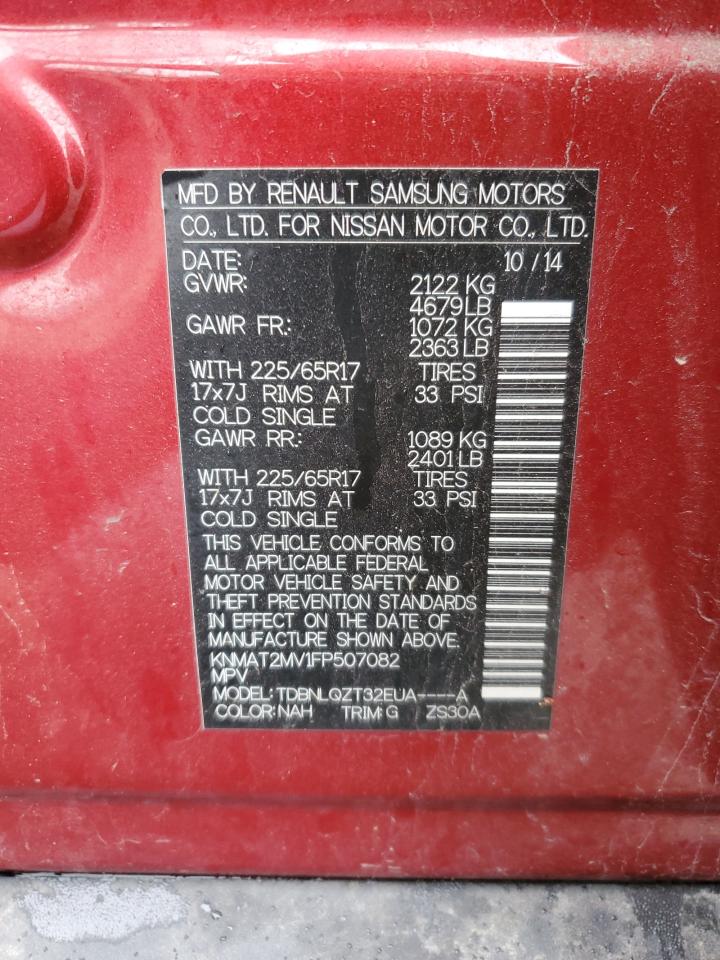 MFD BY RENAULT SAMSUNG MOTORS
CO., LTD. FOR NISSAN MOTOR CO., LTD.
DATE: 10 / 14
GVWR: 2122 KG
4679 LB
GAWR FR.: 1072 KG
2363 LB
WITH 225/65R17 TIRES
17x7J RIMS AT 33 PSI
COLD SINGLE
GAWR RR.: 1089 KG
2401 LB
WITH 225/65R17 TIRES
17x7J RIMS AT 33 PSI
COLD SINGLE
THIS VEHICLE CONFORMS TO
ALL APPLICABLE FEDERAL
MOTOR VEHICLE SAFETY AND
THEFT PREVENTION STANDARDS
IN EFFECT ON THE DATE OF
MANUFACTURE SHOWN ABOVE.
KNMAT2MV1FP507082
MPV
MODEL: TDBNLQZT32EUA----A
COLOR: NAH TRIM: G ZS30A